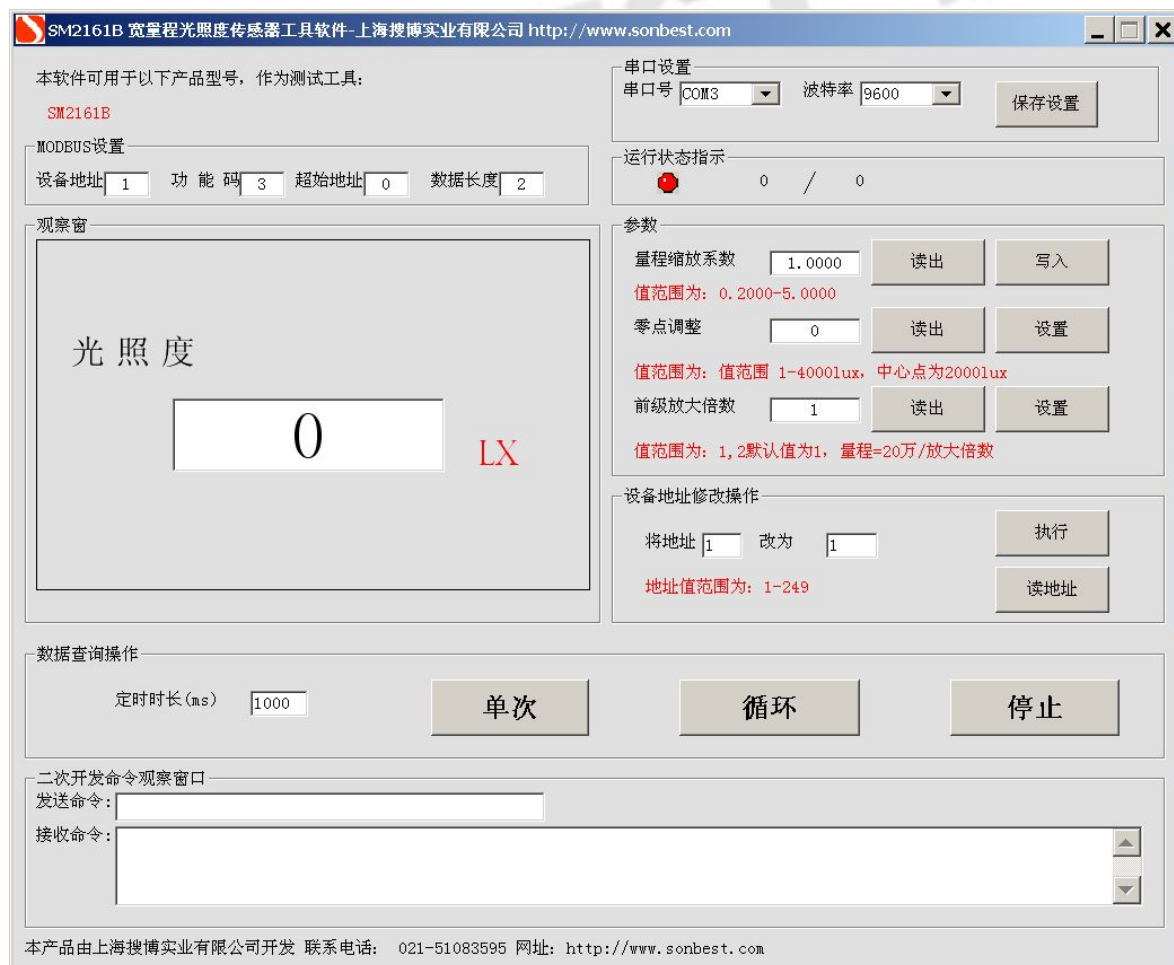 SM2161B 宽量程光照度传感器工具软件-上海搜博实业有限公司 http://www.sonbest.com
本软件可用于以下产品型号，作为测试工具:
SM2161B
串口设置
串口号 COM3 波特率 9600 保存设置
MODBUS设置
设备地址 1 功 能 码 3 超始地址 0 数据长度 2
运行状态指示
0 / 0
观察窗
光 照 度
0 LX
参数
量程缩放系数 1.0000 读出 写入
值范围为: 0.2000-5.0000
零点调整 0 读出 设置
值范围为: 值范围 1-4000lux, 中心点为2000lux
前级放大倍数 1 读出 设置
值范围为: 1,2默认值为1, 量程=20万/放大倍数
设备地址修改操作
将地址 1 改为 1 执行
地址值范围为: 1-249 读地址
数据查询操作
定时时长(ms) 1000 单次 循环 停止
二次开发命令观察窗口
发送命令:
接收命令:
本产品由上海搜博实业有限公司开发 联系电话: 021-51083595 网址: http://www.sonbest.com